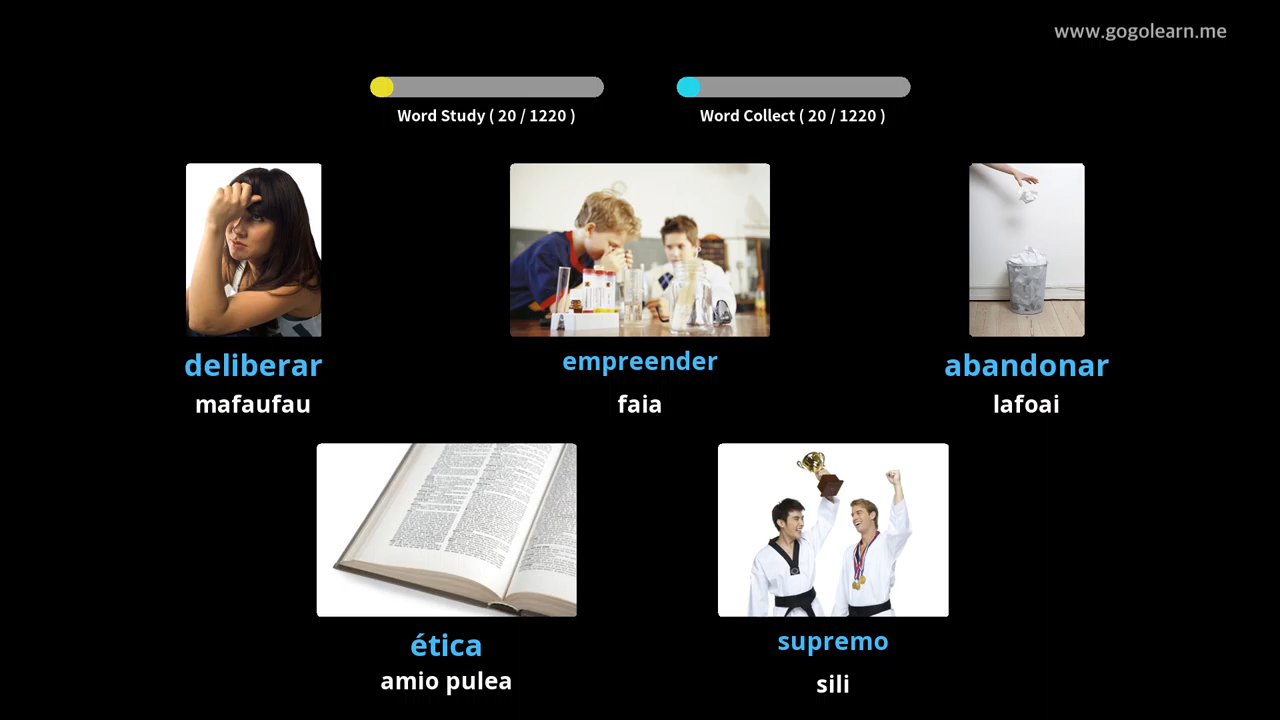 www.gogolearn.me
Word Study ( 20 / 1220 )
Word Collect ( 20 / 1220 )
deliberar
mafaufau
empreender
faia
abandonar
lafoai
ética
amio pulea
supremo
sili